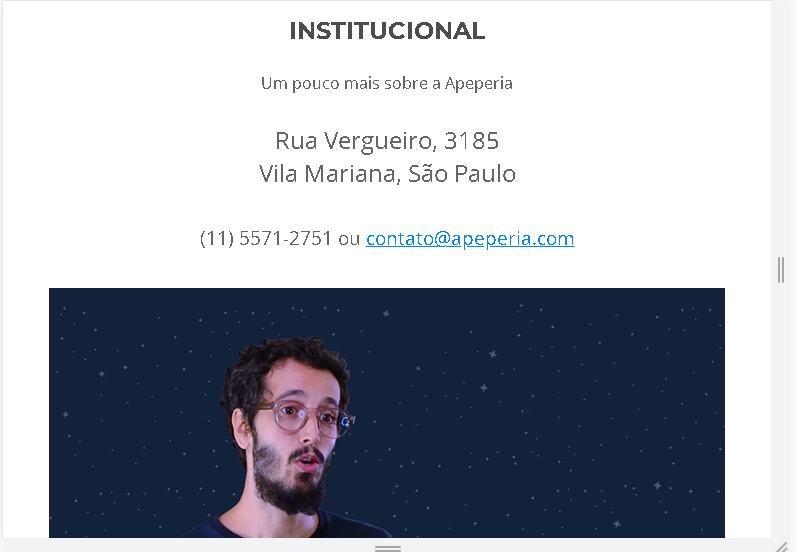 INSTITUCIONAL
Um pouco mais sobre a Apeperia
Rua Vergueiro, 3185
Vila Mariana, São Paulo
(11) 5571-2751 ou contato@apeperia.com